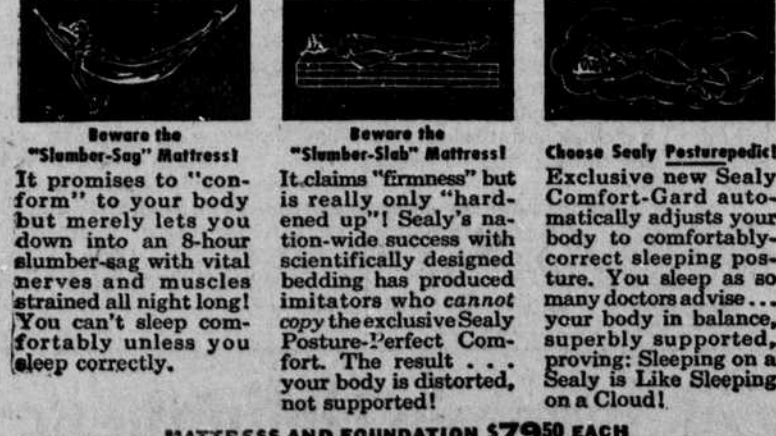 Beware the
"Slumber-Sag" Mattress!
It promises to "con-
form" to your body
but merely lets you
down into an 8-hour
slumber-sag with vital
nerves and muscles
strained all night long!
You can't sleep com-
fortably unless you
sleep correctly.
Beware the
"Slumber-Slab" Mattress!
It claims "firmness" but
is really only "hard-
ened up"! Sealy's na-
tion-wide success with
scientifically designed
bedding has produced
imitators who cannot
copy the exclusive Sealy
Posture-Perfect Com-
fort. The result . . .
your body is distorted,
not supported!
Choose Sealy Posturepedic!
Exclusive new Sealy
Comfort-Gard auto-
matically adjusts your
body to comfortably-
correct sleeping pos-
ture. You sleep as so
many doctors advise ...
your body in balance,
superbly supported,
proving: Sleeping on a
Sealy is Like Sleeping
on a Cloud!
MATTRESS AND FOUNDATION $79.50 EACH